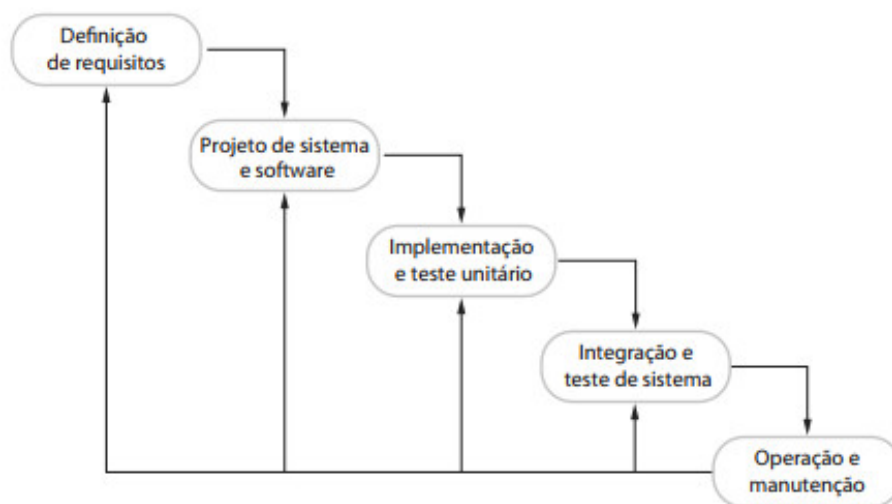 Definição
de requisitos
Projeto de sistema
e software
Implementação
e teste unitário
Integração e
teste de sistema
Operação e
manutenção